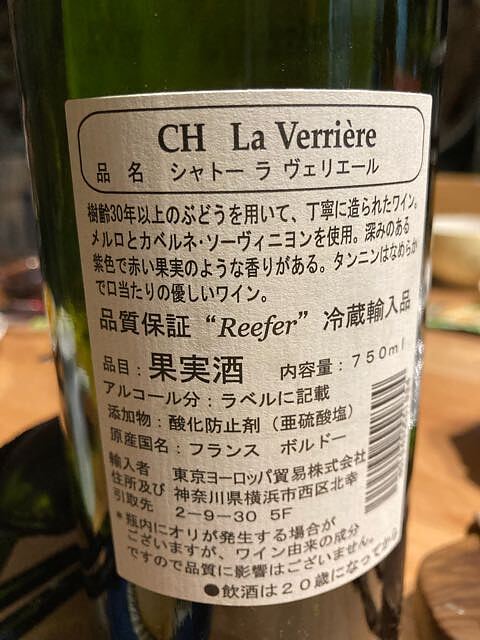 CH La Verrière
品 名 シャトー ラ ヴェリエール
樹齢30年以上のぶどうを用いて、丁寧に造られたワイン。
メルロとカベルネ・ソーヴィニヨンを使用。深みのある
紫色で赤い果実のような香りがある。タンニンはなめらか
で口当たりの優しいワイン。
品質保証 “Reefer” 冷蔵輸入品
品目：果実酒 内容量：750ml
アルコール分：ラベルに記載
添加物：酸化防止剤（亜硫酸塩）
原産国名：フランス ボルドー
輸入者 東京ヨーロッパ貿易株式会社
住所及び 神奈川県横浜市西区北幸
引取先 2−9−30 5F
＊瓶内にオリが発生する場合が
ございますが、ワイン由来の成分
ですので品質に影響はございません。
●飲酒は20歳になってから